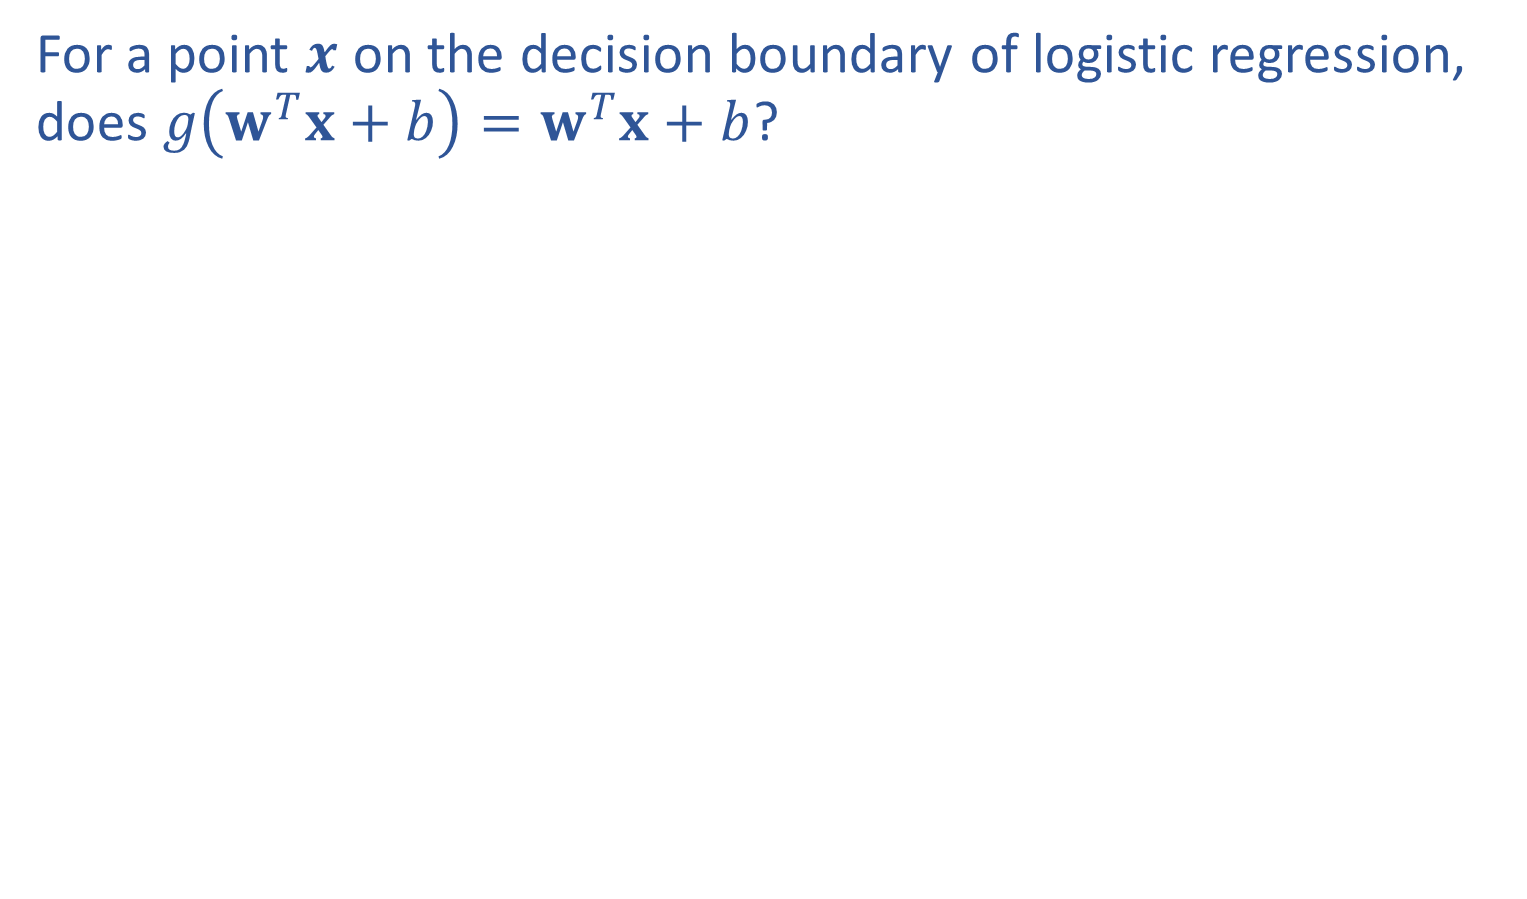 For a point 𝒙 on the decision boundary of logistic regression,
does 𝑔(𝐰ᵀ𝐱 + 𝑏) = 𝐰ᵀ𝐱 + 𝑏?